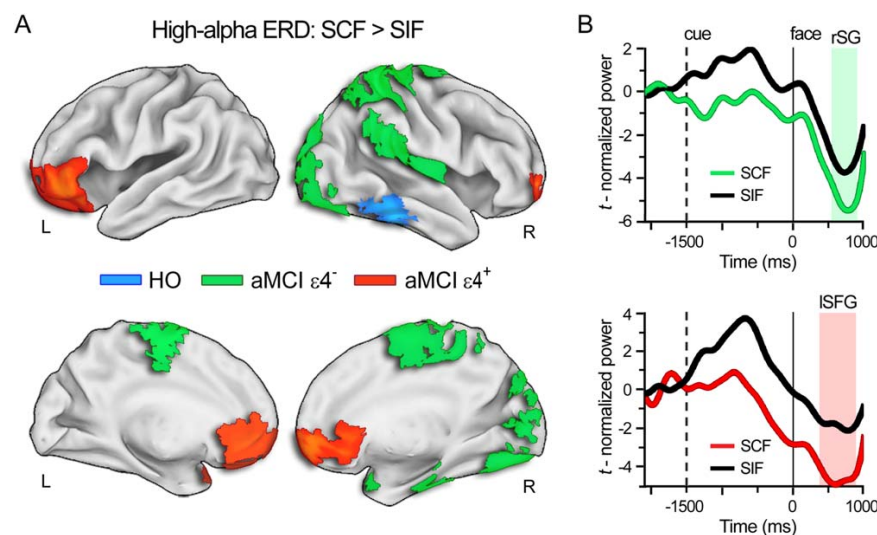 A
High-alpha ERD: SCF > SIF
L
R
HO
aMCI ε4-
aMCI ε4+
L
R
B
cue
face
rSG
t - normalized power
2
0
-2
-4
-6
SCF
SIF
-1500
0
1000
Time (ms)
lSFG
t - normalized power
4
2
0
-2
-4
SCF
SIF
-1500
0
1000
Time (ms)